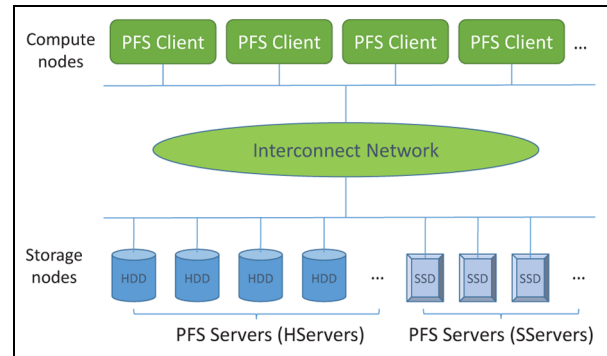 Compute
nodes
PFS Client PFS Client PFS Client PFS Client ...
Interconnect Network
Storage
nodes
HDD HDD HDD HDD ... SSD SSD SSD ...
PFS Servers (HServers) PFS Servers (SServers)